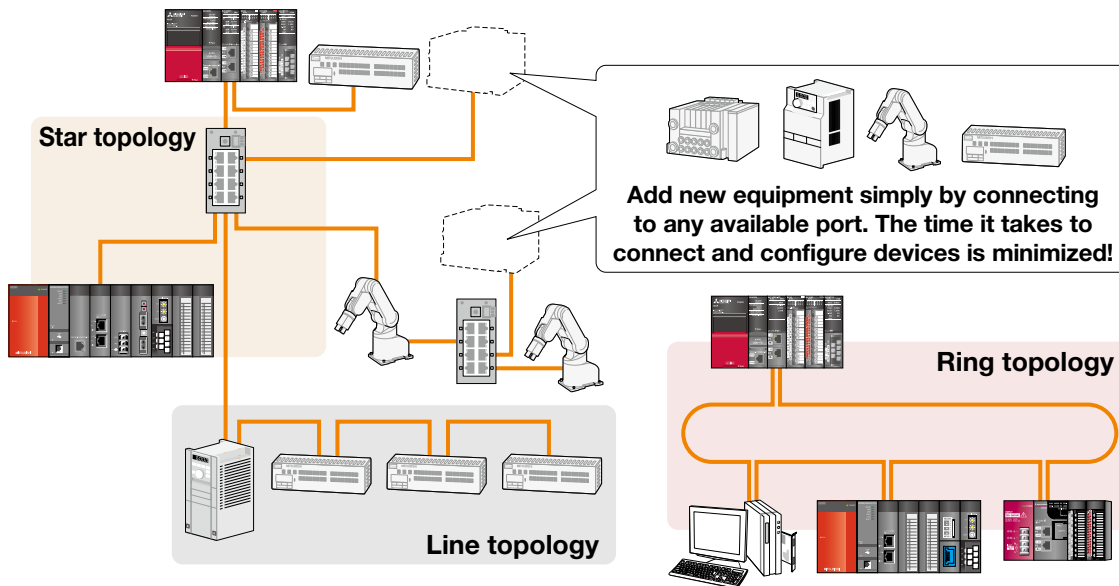 Star topology
Add new equipment simply by connecting
to any available port. The time it takes to
connect and configure devices is minimized!
Ring topology
Line topology